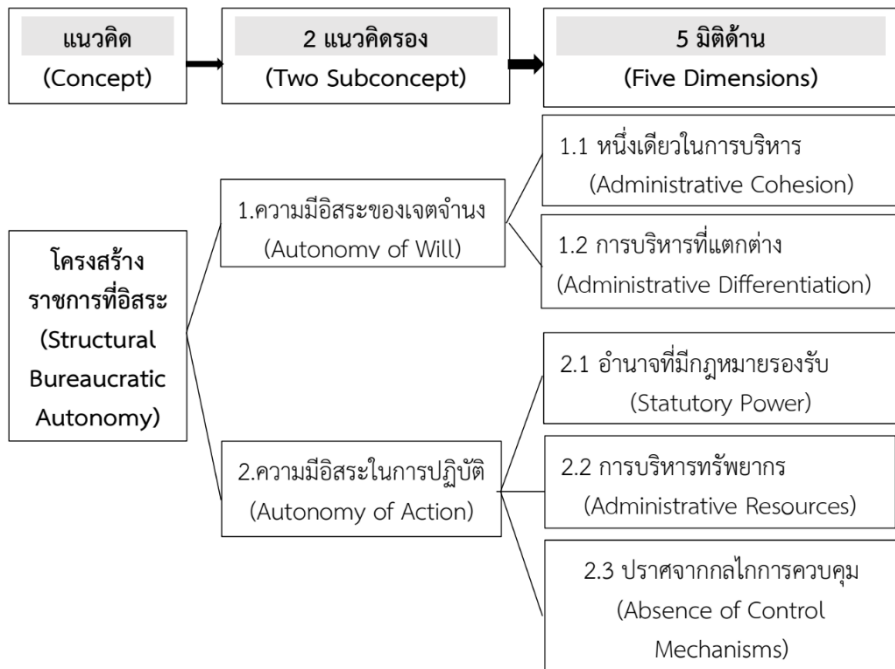 แนวคิด
(Concept)
2 แนวคิดรอง
(Two Subconcept)
5 มิติด้าน
(Five Dimensions)
โครงสร้าง
ราชการที่อิสระ
(Structural
Bureaucratic
Autonomy)
1.ความมีอิสระของเจตจำนง
(Autonomy of Will)
1.1 หนึ่งเดียวในการบริหาร
(Administrative Cohesion)
1.2 การบริหารที่แตกต่าง
(Administrative Differentiation)
2.ความมีอิสระในการปฏิบัติ
(Autonomy of Action)
2.1 อำนาจที่มีกฎหมายรองรับ
(Statutory Power)
2.2 การบริหารทรัพยากร
(Administrative Resources)
2.3 ปราศจากกลไกการควบคุม
(Absence of Control
Mechanisms)